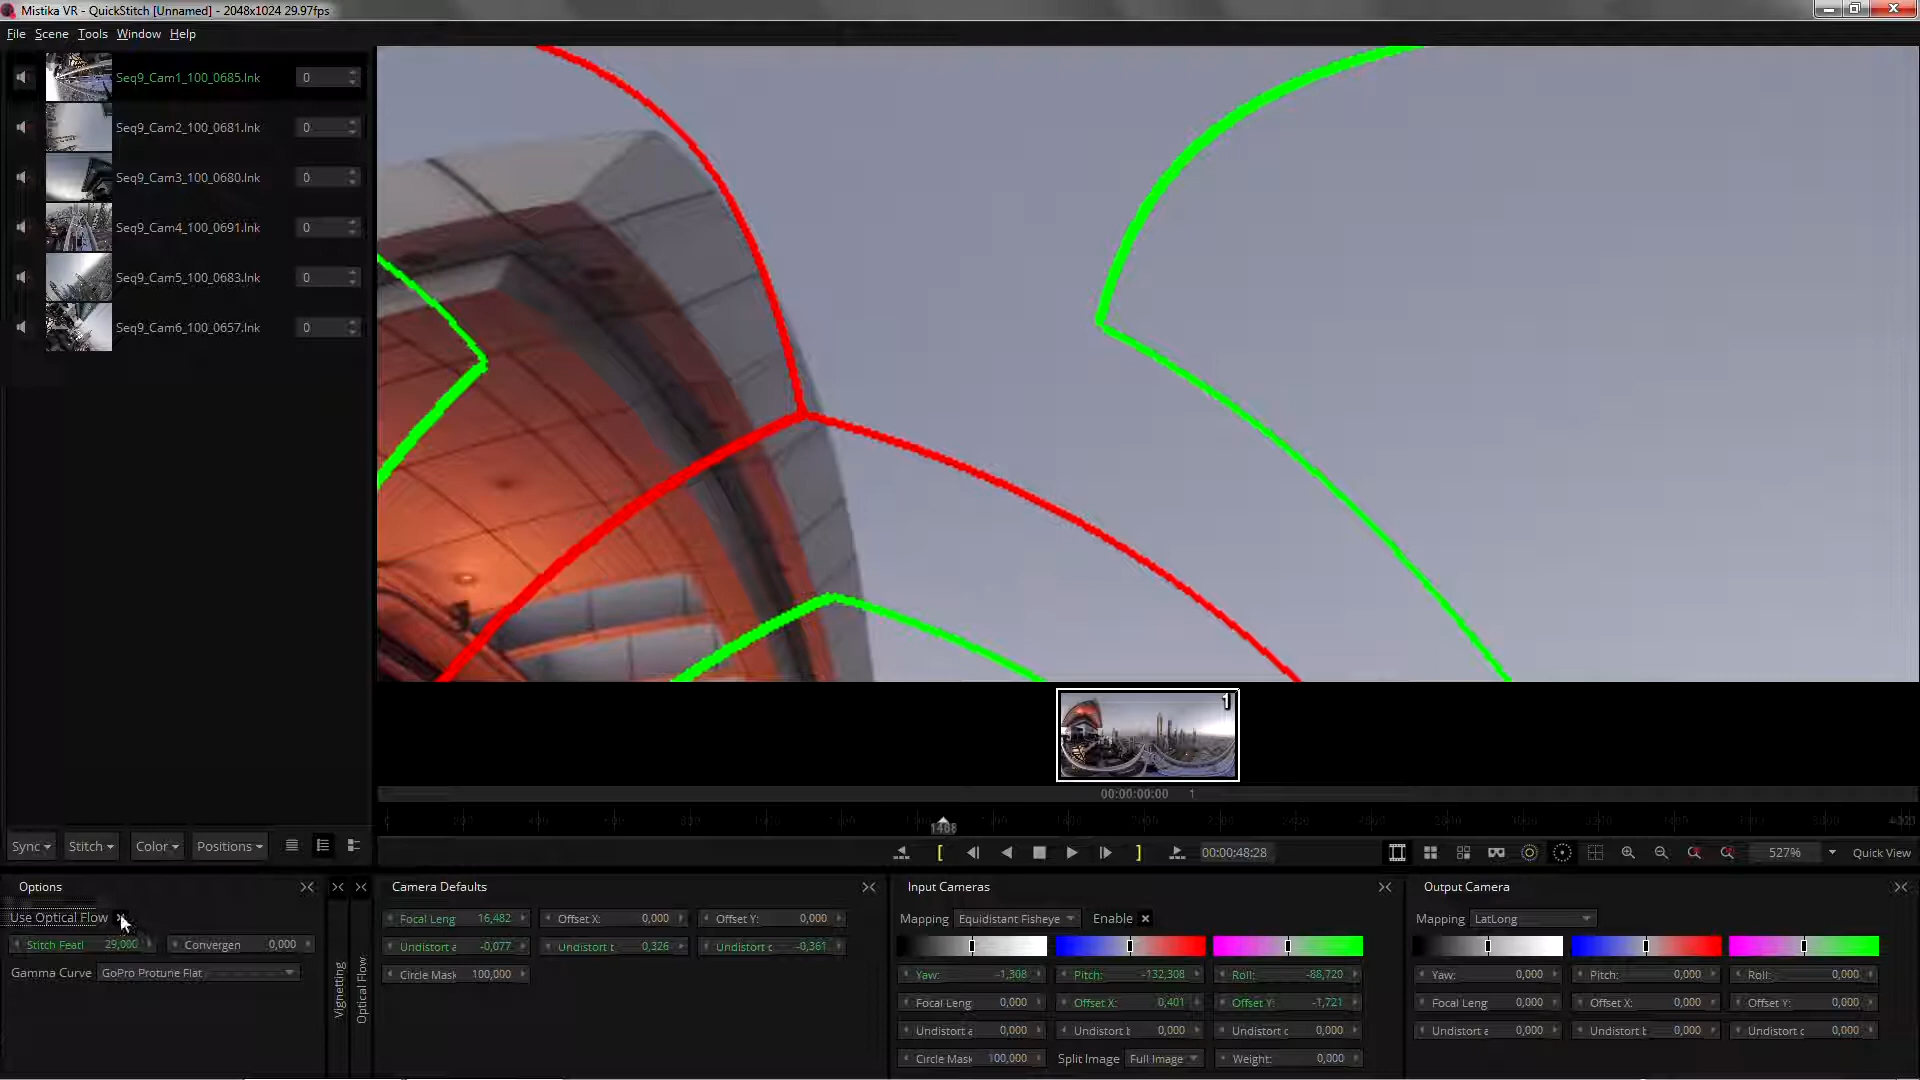 Mistika VR - QuickStitch [Unnamed] - 2048x1024 29.97fps
File Scene Tools Window Help
Seq9_Cam1_100_0685.lnk 0
Seq9_Cam2_100_0681.lnk 0
Seq9_Cam3_100_0680.lnk 0
Seq9_Cam4_100_0691.lnk 0
Seq9_Cam5_100_0683.lnk 0
Seq9_Cam6_100_0657.lnk 0
1
00:00:00:00 1
1468
Sync Stitch Color Positions
[ ] 00:00:48:28 527% Quick View
Options
Use Optical Flow
Stitch Featl 29,000 Convergen 0,000
Gamma Curve GoPro Protune Flat
Vignetting
Optical Flow
Camera Defaults
Focal Leng 16,482 Offset X: 0,000 Offset Y: 0,000
Undistort a -0,077 Undistort b 0,326 Undistort c -0,361
Circle Mask 100,000
Input Cameras
Mapping Equidistant Fisheye Enable
Yaw: -1,308 Pitch: -132,308 Roll: -88,720
Focal Leng 0,000 Offset X: 0,401 Offset Y: -1,721
Undistort a 0,000 Undistort b 0,000 Undistort c 0,000
Circle Mask 100,000 Split Image Full Image Weight: 0,000
Output Camera
Mapping LatLong
Yaw: 0,000 Pitch: 0,000 Roll: 0,000
Focal Leng 0,000 Offset X: 0,000 Offset Y: 0,000
Undistort a 0,000 Undistort b 0,000 Undistort c 0,000